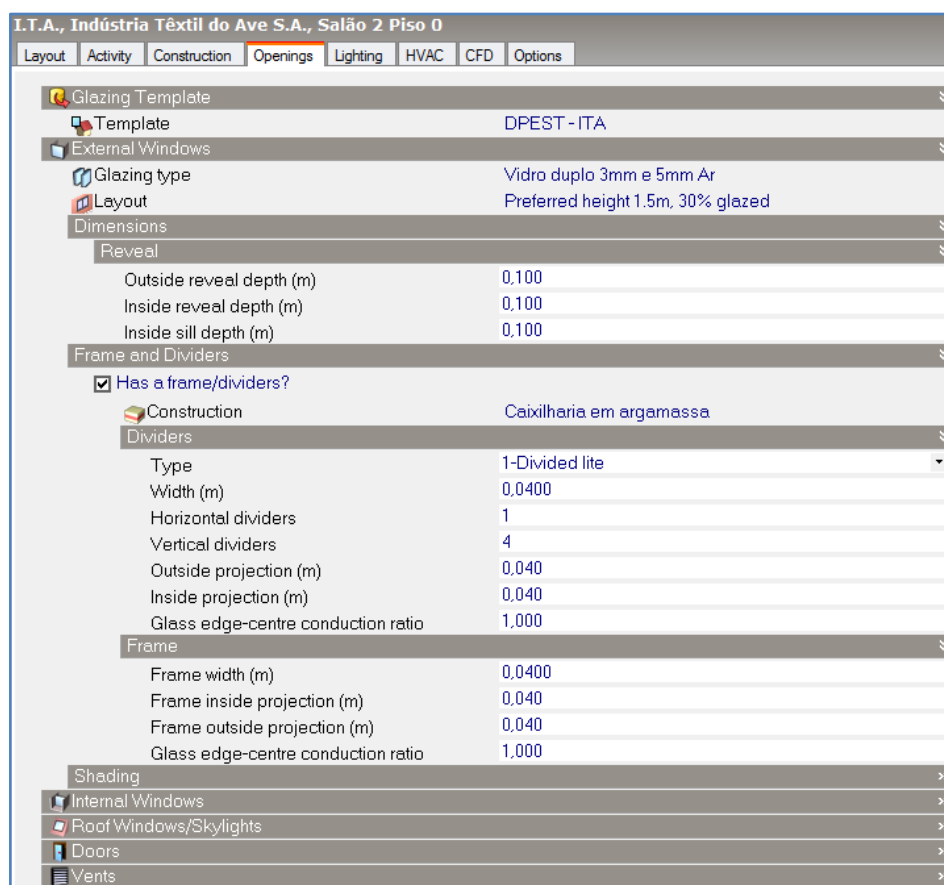 I.T.A., Indústria Têxtil do Ave S.A., Salão 2 Piso 0
Layout Activity Construction Openings Lighting HVAC CFD Options
Glazing Template
Template DPEST - ITA
External Windows
Glazing type Vidro duplo 3mm e 5mm Ar
Layout Preferred height 1.5m, 30% glazed
Dimensions
Reveal
Outside reveal depth (m) 0,100
Inside reveal depth (m) 0,100
Inside sill depth (m) 0,100
Frame and Dividers
Has a frame/dividers?
Construction Caixilharia em argamassa
Dividers
Type 1-Divided lite
Width (m) 0,0400
Horizontal dividers 1
Vertical dividers 4
Outside projection (m) 0,040
Inside projection (m) 0,040
Glass edge-centre conduction ratio 1,000
Frame
Frame width (m) 0,0400
Frame inside projection (m) 0,040
Frame outside projection (m) 0,040
Glass edge-centre conduction ratio 1,000
Shading
Internal Windows
Roof Windows/Skylights
Doors
Vents